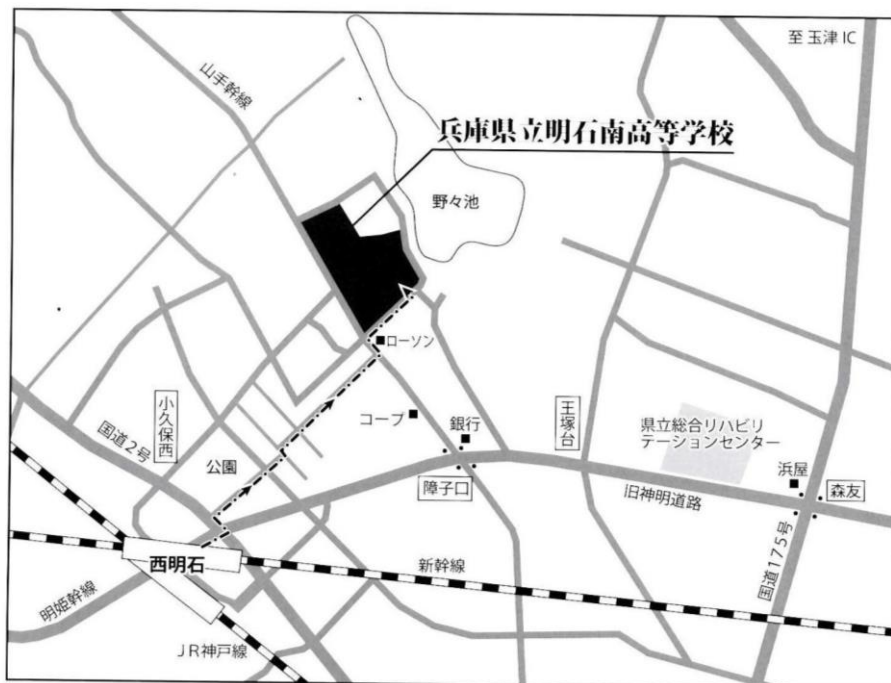 至 玉津 IC
山手幹線
兵庫県立明石南高等学校
野々池
ローソン
コープ
銀行
王塚台
小久保西
国道2号
公園
県立総合リハビリ
テーションセンター
浜屋
森友
障子口
旧神明道路
国道175号
西明石
新幹線
明姫幹線
JR神戸線